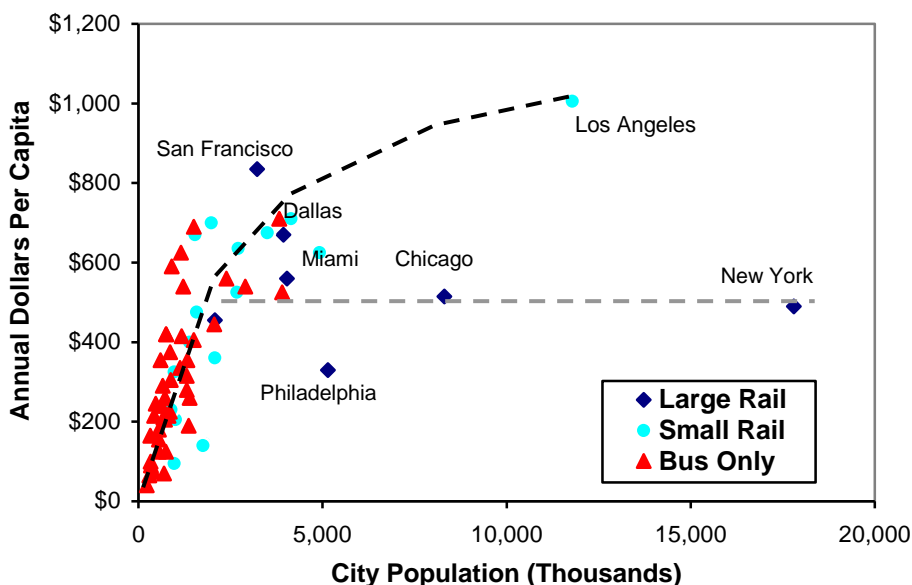 $1,200
$1,000
$800
$600
$400
$200
$0
Annual Dollars Per Capita
San Francisco
Los Angeles
Dallas
Miami
Chicago
New York
Philadelphia
Large Rail
Small Rail
Bus Only
0
5,000
10,000
15,000
20,000
City Population (Thousands)